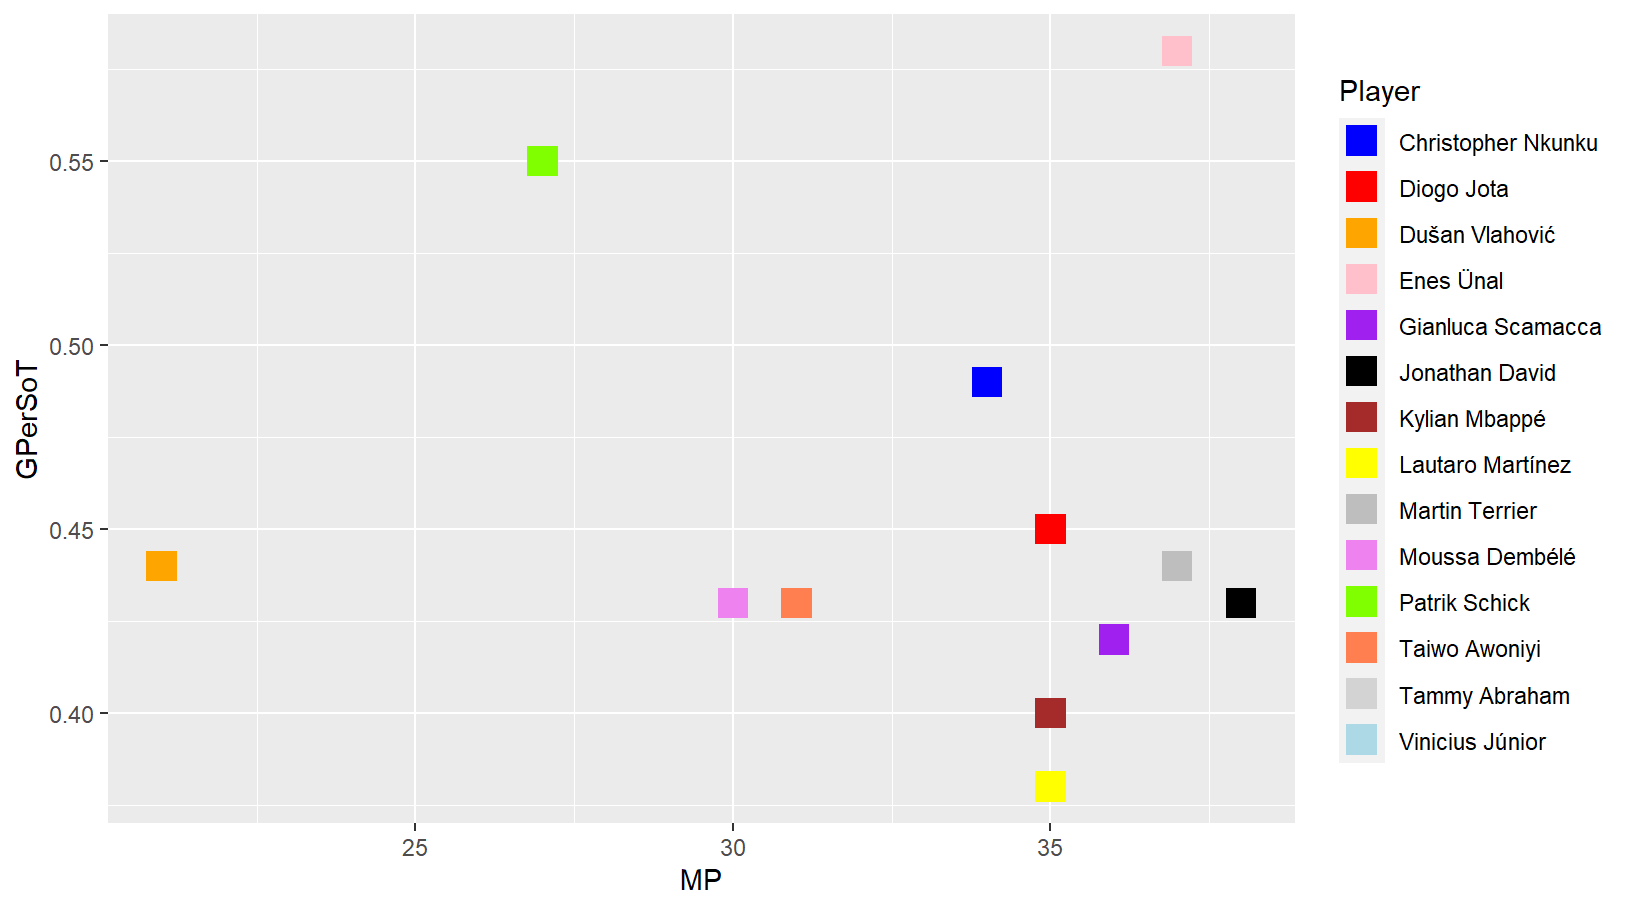 GPerSoT
0.55
0.50
0.45
0.40
25
30
35
MP
Player
Christopher Nkunku
Diogo Jota
Dušan Vlahović
Enes Ünal
Gianluca Scamacca
Jonathan David
Kylian Mbappé
Lautaro Martínez
Martin Terrier
Moussa Dembélé
Patrik Schick
Taiwo Awoniyi
Tammy Abraham
Vinicius Júnior